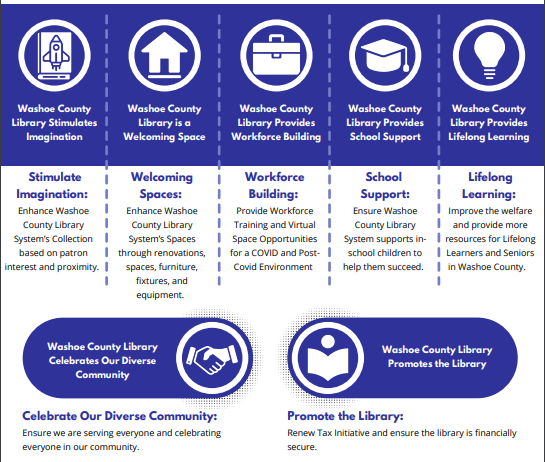 Washoe County
Library Stimulates
Imagination
Washoe County
Library is a
Welcoming Space
Washoe County
Library Provides
Workforce Building
Washoe County
Library Provides
School Support
Washoe County
Library Provides
Lifelong Learning
Stimulate
Imagination:
Enhance Washoe
County Library
System's Collection
based on patron
interest and proximity.
Welcoming
Spaces:
Enhance Washoe
County Library
System's Spaces
through renovations,
spaces, furniture,
fixtures, and
equipment.
Workforce
Building:
Provide Workforce
Training and Virtual
Space Opportunities
for a COVID and Post-
Covid Environment
School
Support:
Ensure Washoe
County Library
System supports in-
school children to
help them succeed.
Lifelong
Learning:
Improve the welfare
and provide more
resources for Lifelong
Learners and Seniors
in Washoe County.
Washoe County Library
Celebrates Our Diverse
Community
Celebrate Our Diverse Community:
Ensure we are serving everyone and celebrating
everyone in our community.
Washoe County Library
Promotes the Library
Promote the Library:
Renew Tax Initiative and ensure the library is financially
secure.